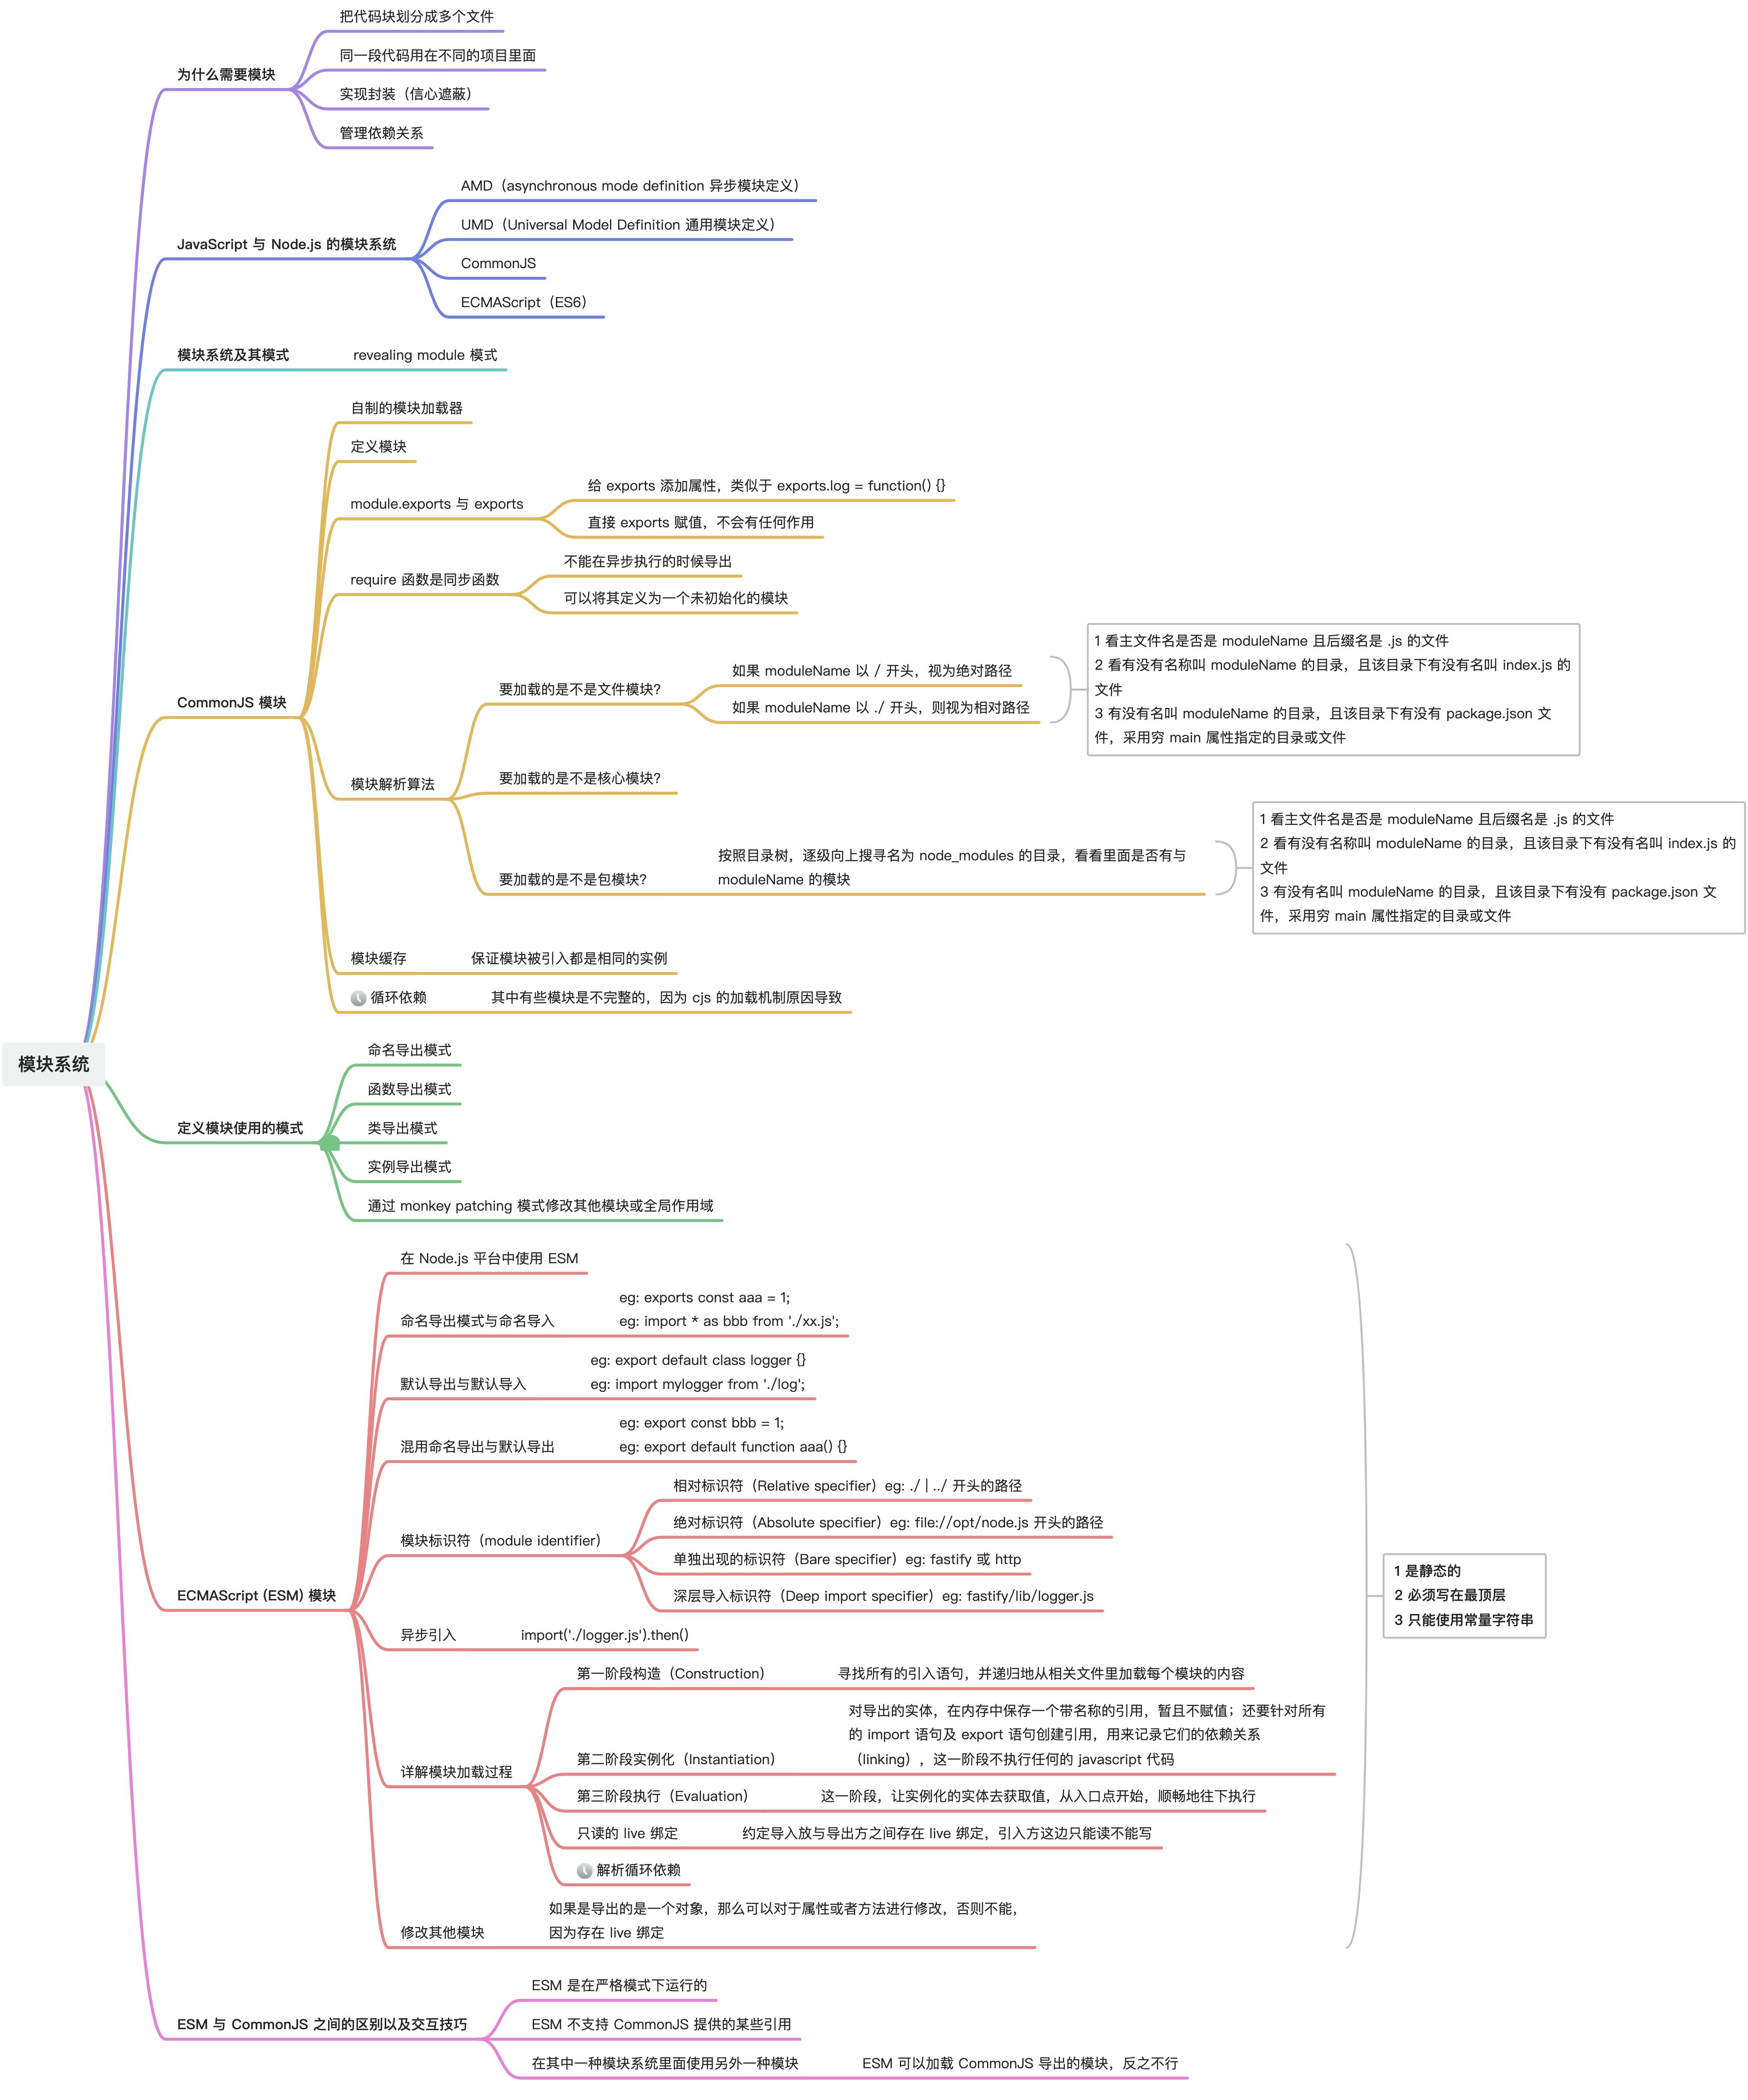 模块系统
为什么需要模块
把代码块划分成多个文件
同一段代码用在不同的项目里面
实现封装（信心遮蔽）
管理依赖关系
JavaScript 与 Node.js 的模块系统
AMD（asynchronous mode definition 异步模块定义）
UMD（Universal Model Definition 通用模块定义）
CommonJS
ECMAScript（ES6）
模块系统及其模式
revealing module 模式
CommonJS 模块
自制的模块加载器
定义模块
module.exports 与 exports
给 exports 添加属性，类似于 exports.log = function() {}
直接 exports 赋值，不会有任何作用
require 函数是同步函数
不能在异步执行的时候导出
可以将其定义为一个未初始化的模块
模块解析算法
要加载的是不是文件模块?
如果 moduleName 以 / 开头，视为绝对路径
如果 moduleName 以 ./ 开头，则视为相对路径
1 看主文件名是否是 moduleName 且后缀名是 .js 的文件
2 看有没有名称叫 moduleName 的目录，且该目录下有没有名叫 index.js 的
文件
3 有没有名叫 moduleName 的目录，且该目录下有没有 package.json 文
件，采用穷 main 属性指定的目录或文件
要加载的是不是核心模块?
要加载的是不是包模块?
按照目录树，逐级向上搜寻名为 node_modules 的目录，看看里面是否有与
moduleName 的模块
1 看主文件名是否是 moduleName 且后缀名是 .js 的文件
2 看有没有名称叫 moduleName 的目录，且该目录下有没有名叫 index.js 的
文件
3 有没有名叫 moduleName 的目录，且该目录下有没有 package.json 文
件，采用穷 main 属性指定的目录或文件
模块缓存
保证模块被引入都是相同的实例
循环依赖
其中有些模块是不完整的，因为 cjs 的加载机制原因导致
定义模块使用的模式
命名导出模式
函数导出模式
类导出模式
实例导出模式
通过 monkey patching 模式修改其他模块或全局作用域
ECMAScript (ESM) 模块
在 Node.js 平台中使用 ESM
命名导出模式与命名导入
eg: exports const aaa = 1;
eg: import * as bbb from './xx.js';
默认导出与默认导入
eg: export default class logger {}
eg: import mylogger from './log';
混用命名导出与默认导出
eg: export const bbb = 1;
eg: export default function aaa() {}
模块标识符（module identifier）
相对标识符（Relative specifier）eg: ./ | ../ 开头的路径
绝对标识符（Absolute specifier）eg: file://opt/node.js 开头的路径
单独出现的标识符（Bare specifier）eg: fastify 或 http
深层导入标识符（Deep import specifier）eg: fastify/lib/logger.js
异步引入
import('./logger.js').then()
详解模块加载过程
第一阶段构造（Construction）
寻找所有的引入语句，并递归地从相关文件里加载每个模块的内容
第二阶段实例化（Instantiation）
对导出的实体，在内存中保存一个带名称的引用，暂且不赋值；还要针对所有
的 import 语句及 export 语句创建引用，用来记录它们的依赖关系
（linking），这一阶段不执行任何的 javascript 代码
第三阶段执行（Evaluation）
这一阶段，让实例化的实体去获取值，从入口点开始，顺畅地往下执行
只读的 live 绑定
约定导入放与导出方之间存在 live 绑定，引入方这边只能读不能写
解析循环依赖
修改其他模块
如果是导出的是一个对象，那么可以对于属性或者方法进行修改，否则不能，
因为存在 live 绑定
1 是静态的
2 必须写在最顶层
3 只能使用常量字符串
ESM 与 CommonJS 之间的区别以及交互技巧
ESM 是在严格模式下运行的
ESM 不支持 CommonJS 提供的某些引用
在其中一种模块系统里面使用另外一种模块
ESM 可以加载 CommonJS 导出的模块，反之不行